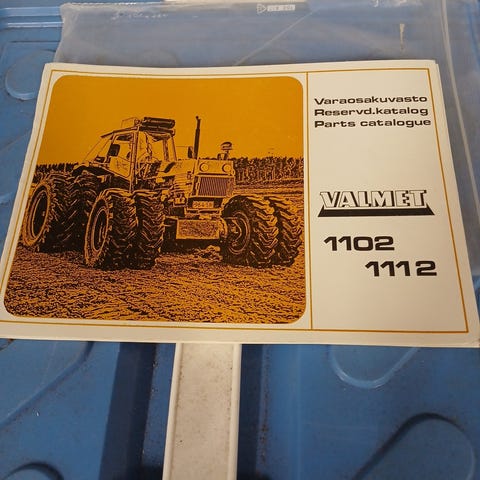 Varaosakuvasto
Reservd.katalog
Parts catalogue
VALMET
1102
1112